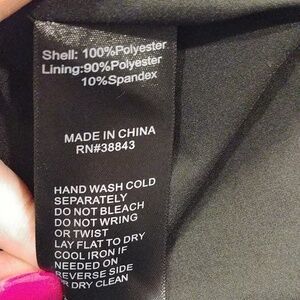 Shell: 100%Polyester
Lining:90%Polyester
10%Spandex
MADE IN CHINA
RN#38843
HAND WASH COLD
SEPARATELY
DO NOT BLEACH
DO NOT WRING
OR TWIST
LAY FLAT TO DRY
COOL IRON IF
NEEDED ON
REVERSE SIDE
DRY CLEAN